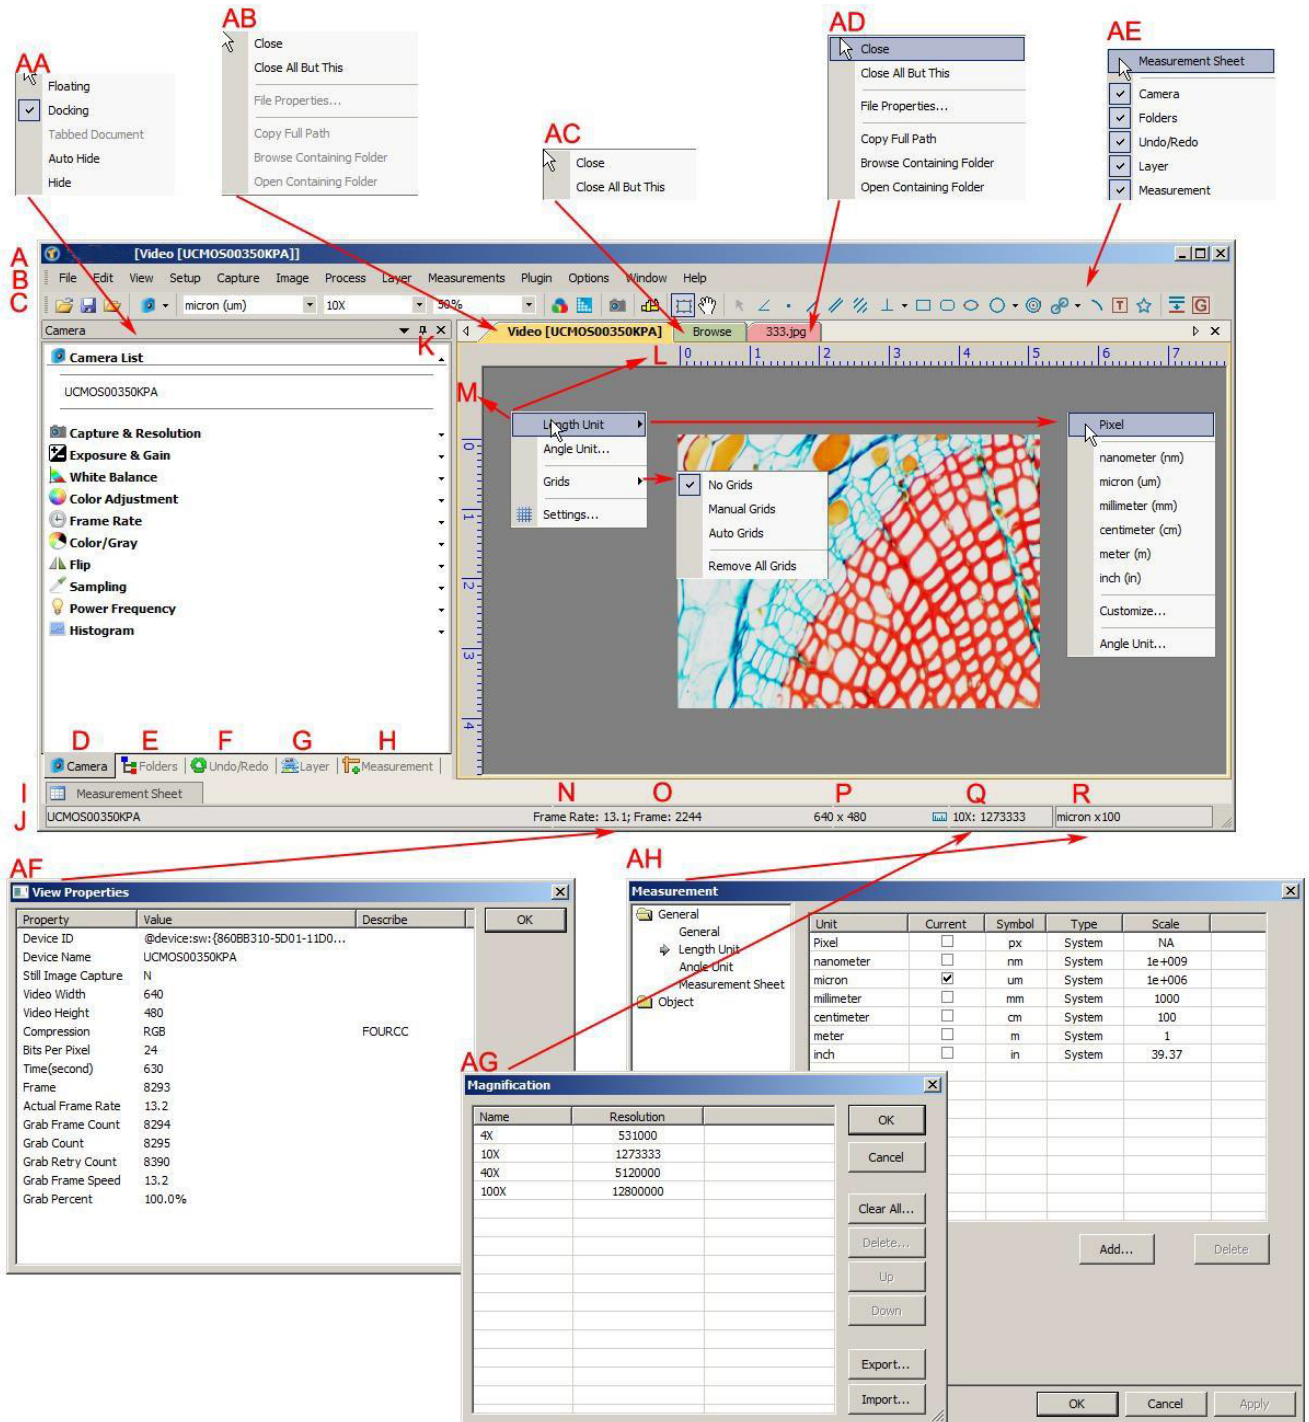 AA
Floating
Docking
Tabbed Document
Auto Hide
Hide
AB
Close
Close All But This
File Properties...
Copy Full Path
Browse Containing Folder
Open Containing Folder
AC
Close
Close All But This
AD
Close
Close All But This
File Properties...
Copy Full Path
Browse Containing Folder
Open Containing Folder
AE
Measurement Sheet
Camera
Folders
Undo/Redo
Layer
Measurement
A
[Video [UCMOS00350KPA]]
B
File Edit View Setup Capture Image Process Layer Measurements Plugin Options Window Help
C
micron (um) 10X 50%
T G
Camera
K
Video [UCMOS00350KPA] Browse 333.jpg
Camera List
UCMOS00350KPA
Capture & Resolution
Exposure & Gain
White Balance
Color Adjustment
Frame Rate
Color/Gray
Flip
Sampling
Power Frequency
Histogram
L
0 1 2 3 4 5 6 7
M
0
1
2
3
4
Length Unit
Angle Unit...
Grids
Settings...
No Grids
Manual Grids
Auto Grids
Remove All Grids
Pixel
nanometer (nm)
micron (um)
millimeter (mm)
centimeter (cm)
meter (m)
inch (in)
Customize...
Angle Unit...
D E F G H
Camera Folders Undo/Redo Layer Measurement
I
Measurement Sheet
N O P Q R
J
UCMOS00350KPA Frame Rate: 13.1; Frame: 2244 640 x 480 10X: 1273333 micron x100
AF
View Properties
Property Value Describe
OK
Device ID @device:sw:{860BB310-5D01-11D0...
Device Name UCMOS00350KPA
Still Image Capture N
Video Width 640
Video Height 480
Compression RGB FOURCC
Bits Per Pixel 24
Time(second) 630
Frame 8293
Actual Frame Rate 13.2
Grab Frame Count 8294
Grab Count 8295
Grab Retry Count 8390
Grab Frame Speed 13.2
Grab Percent 100.0%
AH
Measurement
General
General
Length Unit
Angle Unit
Measurement Sheet
Object
Unit Current Symbol Type Scale
Pixel px System NA
nanometer nm System 1e+009
micron um System 1e+006
millimeter mm System 1000
centimeter cm System 100
meter m System 1
inch in System 39.37
Add... Delete
OK Cancel Apply
AG
Magnification
Name Resolution
4X 531000
10X 1273333
40X 5120000
100X 12800000
OK
Cancel
Clear All...
Delete...
Up
Down
Export...
Import...